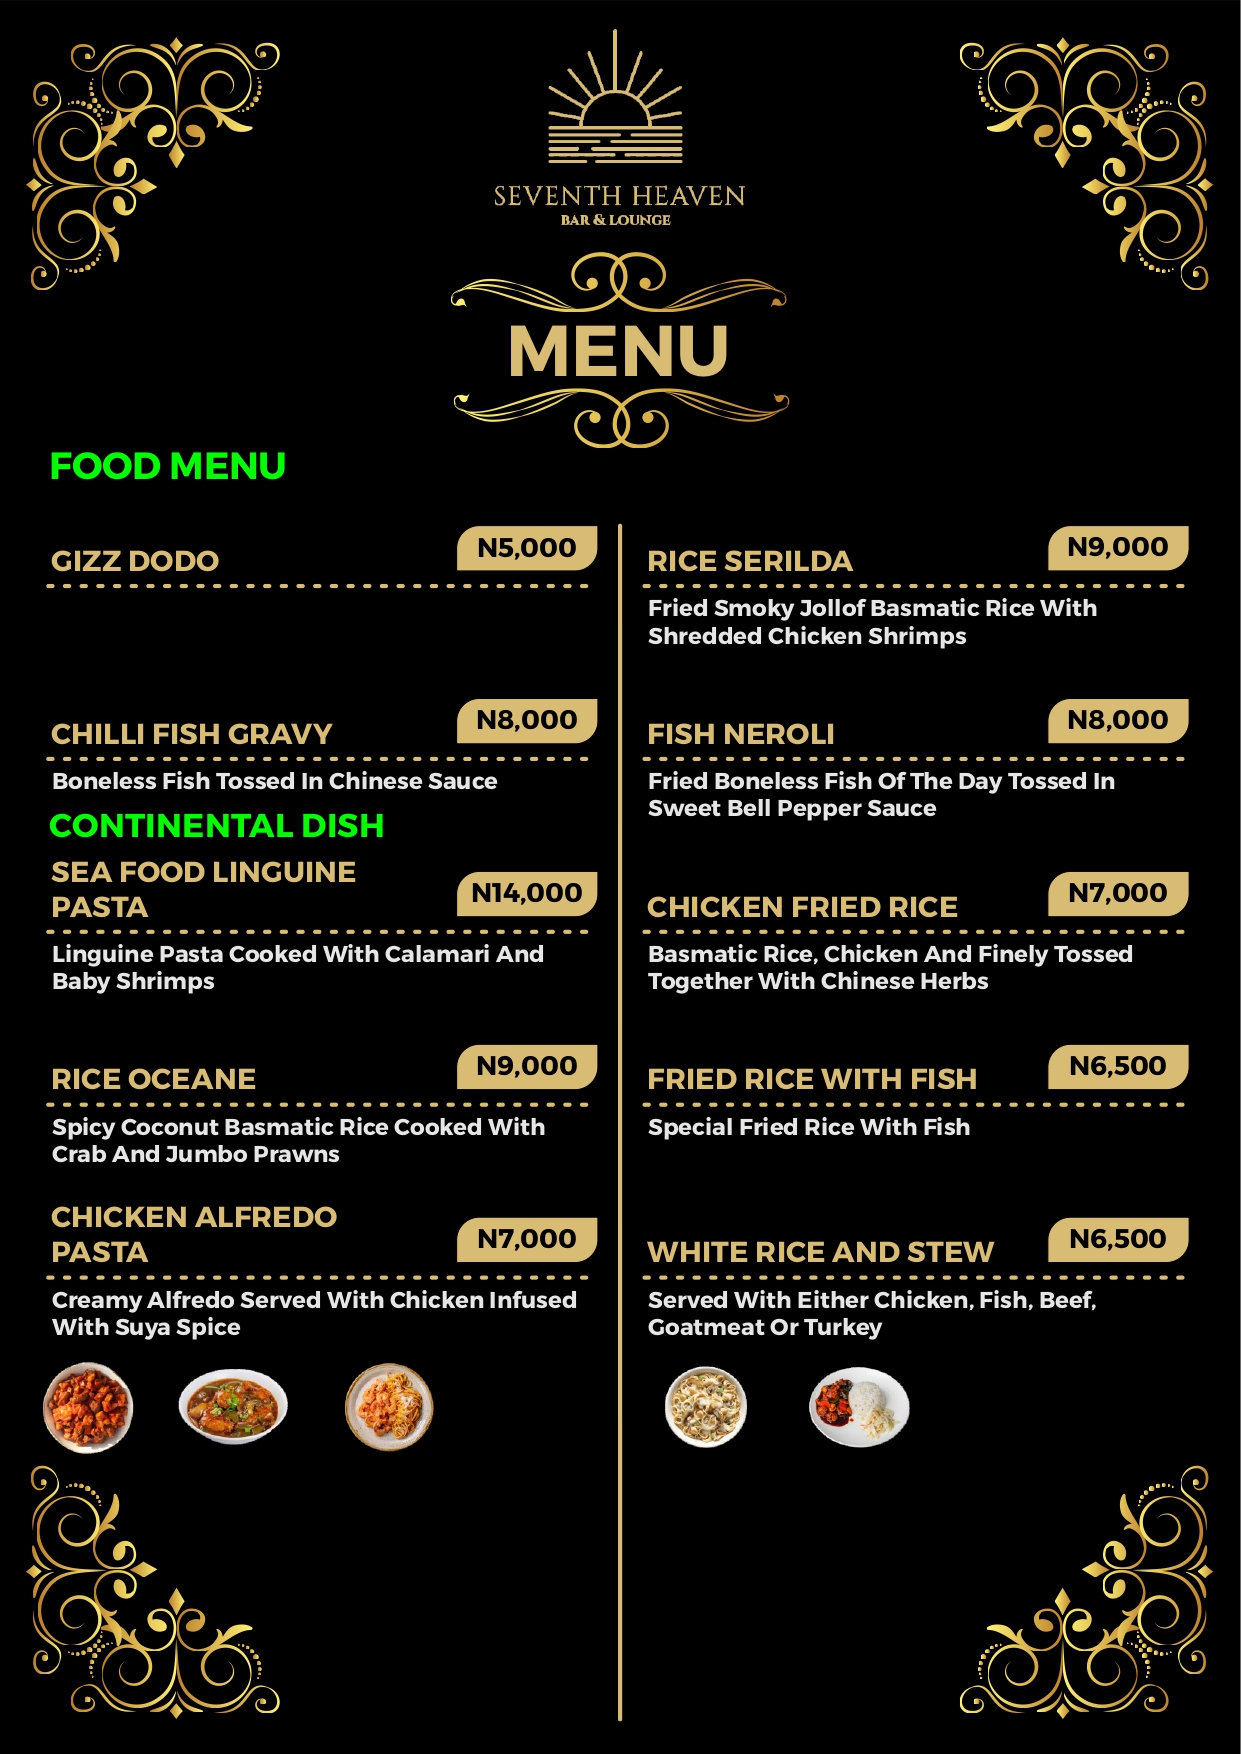 SEVENTH HEAVEN
BAR & LOUNGE
MENU
FOOD MENU
GIZZ DODO
N5,000
CHILLI FISH GRAVY
N8,000
Boneless Fish Tossed In Chinese Sauce
CONTINENTAL DISH
SEA FOOD LINGUINE
PASTA
N14,000
Linguine Pasta Cooked With Calamari And
Baby Shrimps
RICE OCEANE
N9,000
Spicy Coconut Basmatic Rice Cooked With
Crab And Jumbo Prawns
CHICKEN ALFREDO
PASTA
N7,000
Creamy Alfredo Served With Chicken Infused
With Suya Spice
RICE SERILDA
N9,000
Fried Smoky Jollof Basmatic Rice With
Shredded Chicken Shrimps
FISH NEROLI
N8,000
Fried Boneless Fish Of The Day Tossed In
Sweet Bell Pepper Sauce
CHICKEN FRIED RICE
N7,000
Basmatic Rice, Chicken And Finely Tossed
Together With Chinese Herbs
FRIED RICE WITH FISH
N6,500
Special Fried Rice With Fish
WHITE RICE AND STEW
N6,500
Served With Either Chicken, Fish, Beef,
Goatmeat Or Turkey